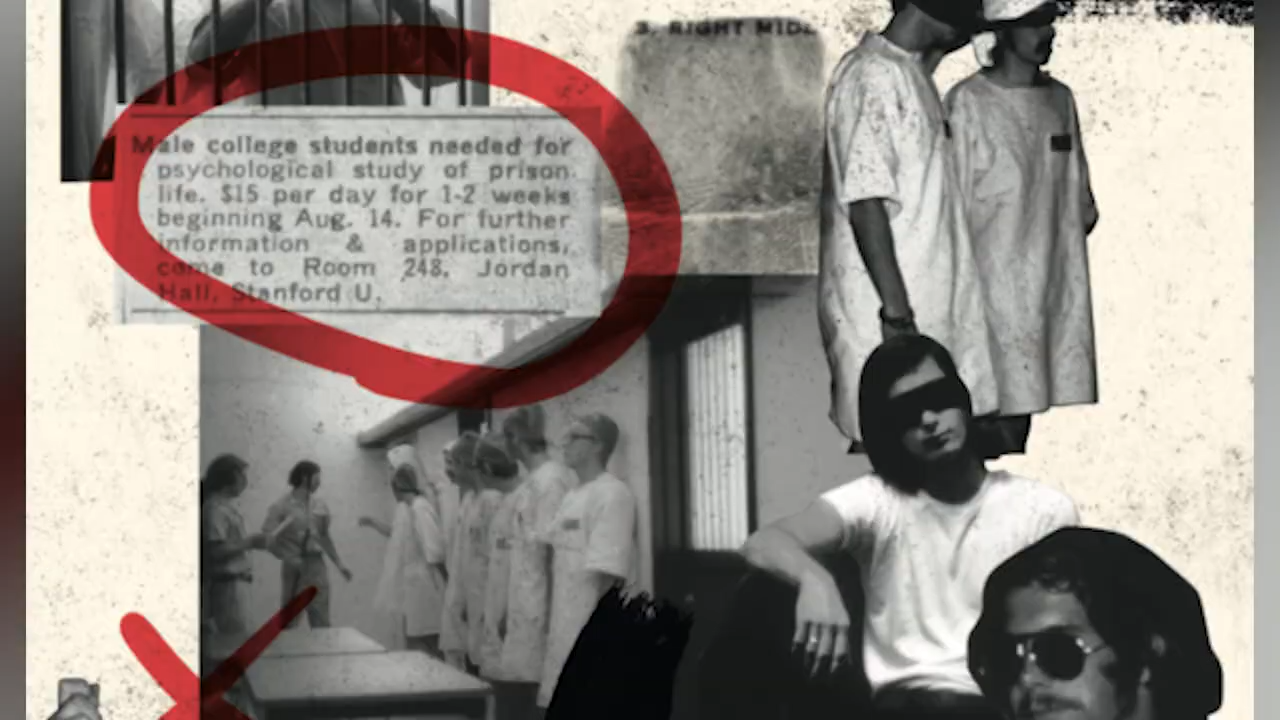 3. RIGHT MIDD
Male college students needed for
psychological study of prison
life. $15 per day for 1-2 weeks
beginning Aug. 14. For further
information & applications,
come to Room 248, Jordan
Hall, Stanford U.